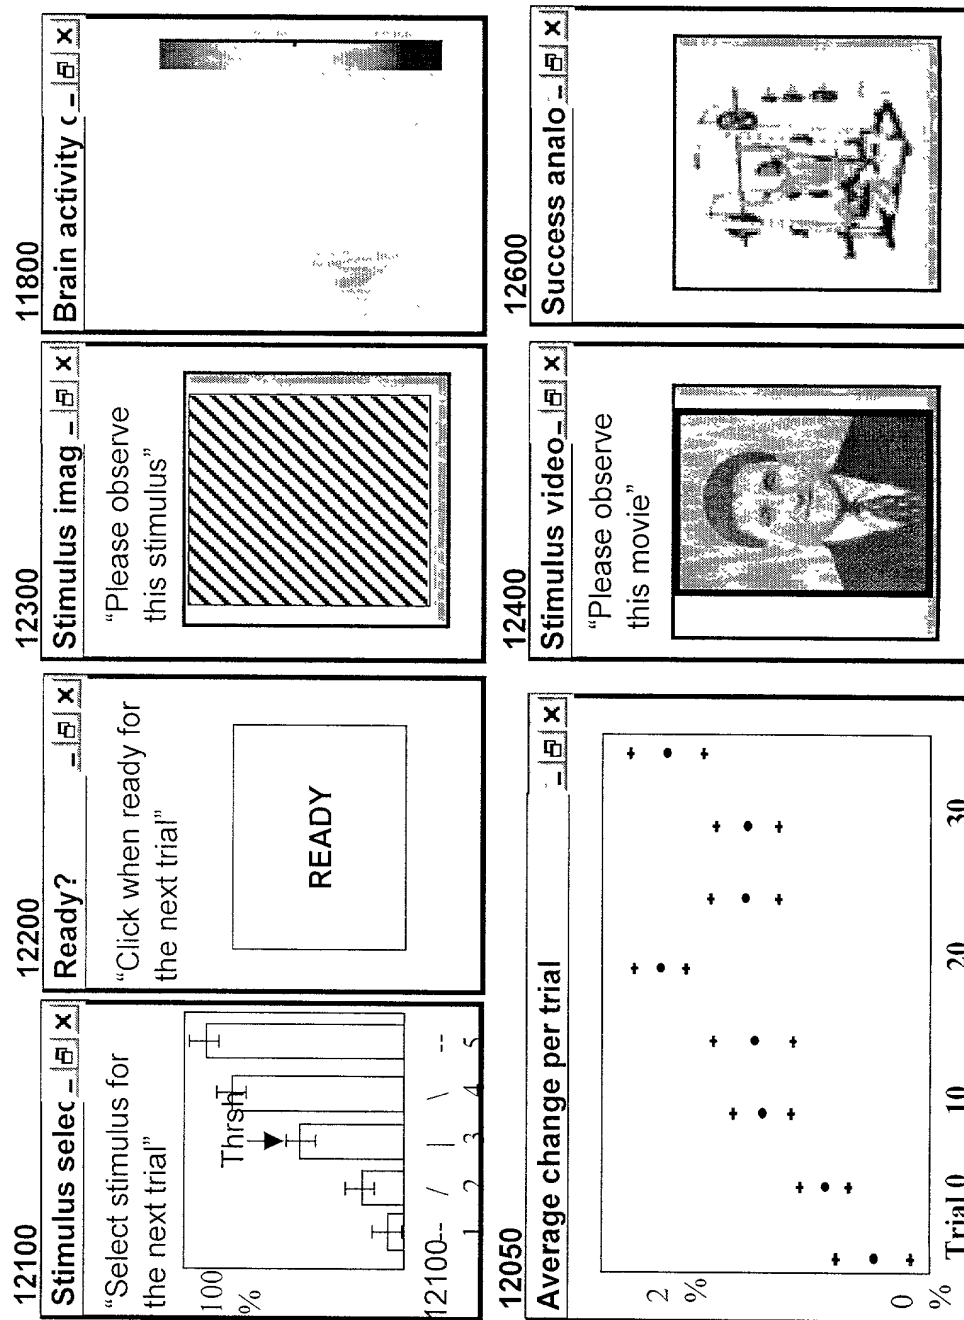 12100
Stimulus selec
“Select stimulus for
the next trial”
100
%
Thrsh
12100-- / | \ --
1 2 3 4 5
12200
Ready?
“Click when ready for
the next trial”
READY
12300
Stimulus imag
“Please observe
this stimulus”
11800
Brain activity c
12050
Average change per trial
2
%
0
%
Trial 0 10 20 30
12400
Stimulus video
“Please observe
this movie”
12600
Success analo